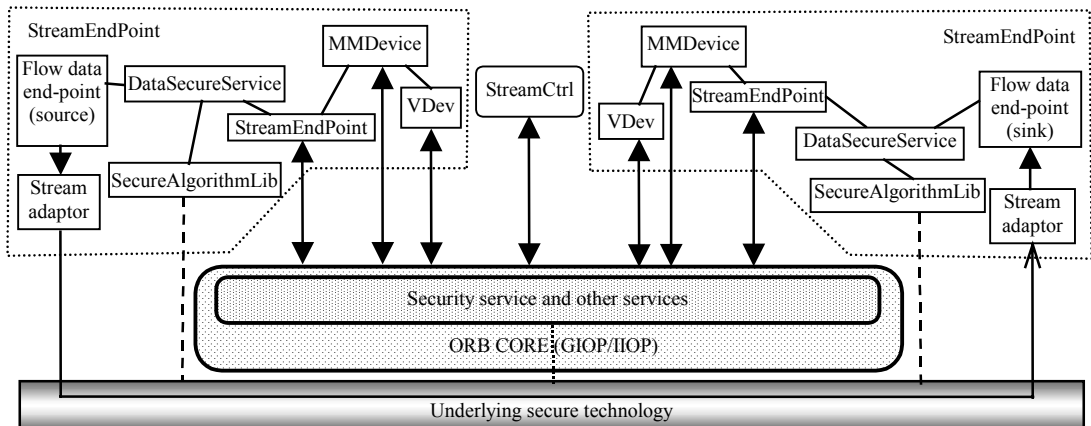 StreamEndPoint
Flow data
end-point
(source)
DataSecureService
MMDevice
VDev
StreamEndPoint
SecureAlgorithmLib
Stream
adaptor
StreamCtrl
StreamEndPoint
MMDevice
StreamEndPoint
VDev
DataSecureService
Flow data
end-point
(sink)
SecureAlgorithmLib
Stream
adaptor
Security service and other services
ORB CORE (GIOP/IIOP)
Underlying secure technology